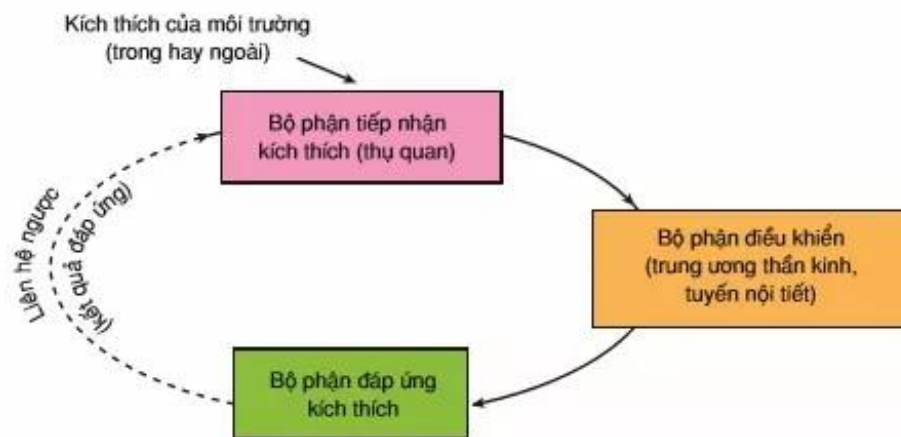 Kích thích của môi trường
(trong hay ngoài)
Bộ phận tiếp nhận
kích thích (thụ quan)
Bộ phận điều khiển
(trung ương thần kinh,
tuyến nội tiết)
Bộ phận đáp ứng
kích thích
Liên hệ ngược
(kết quả đáp ứng)